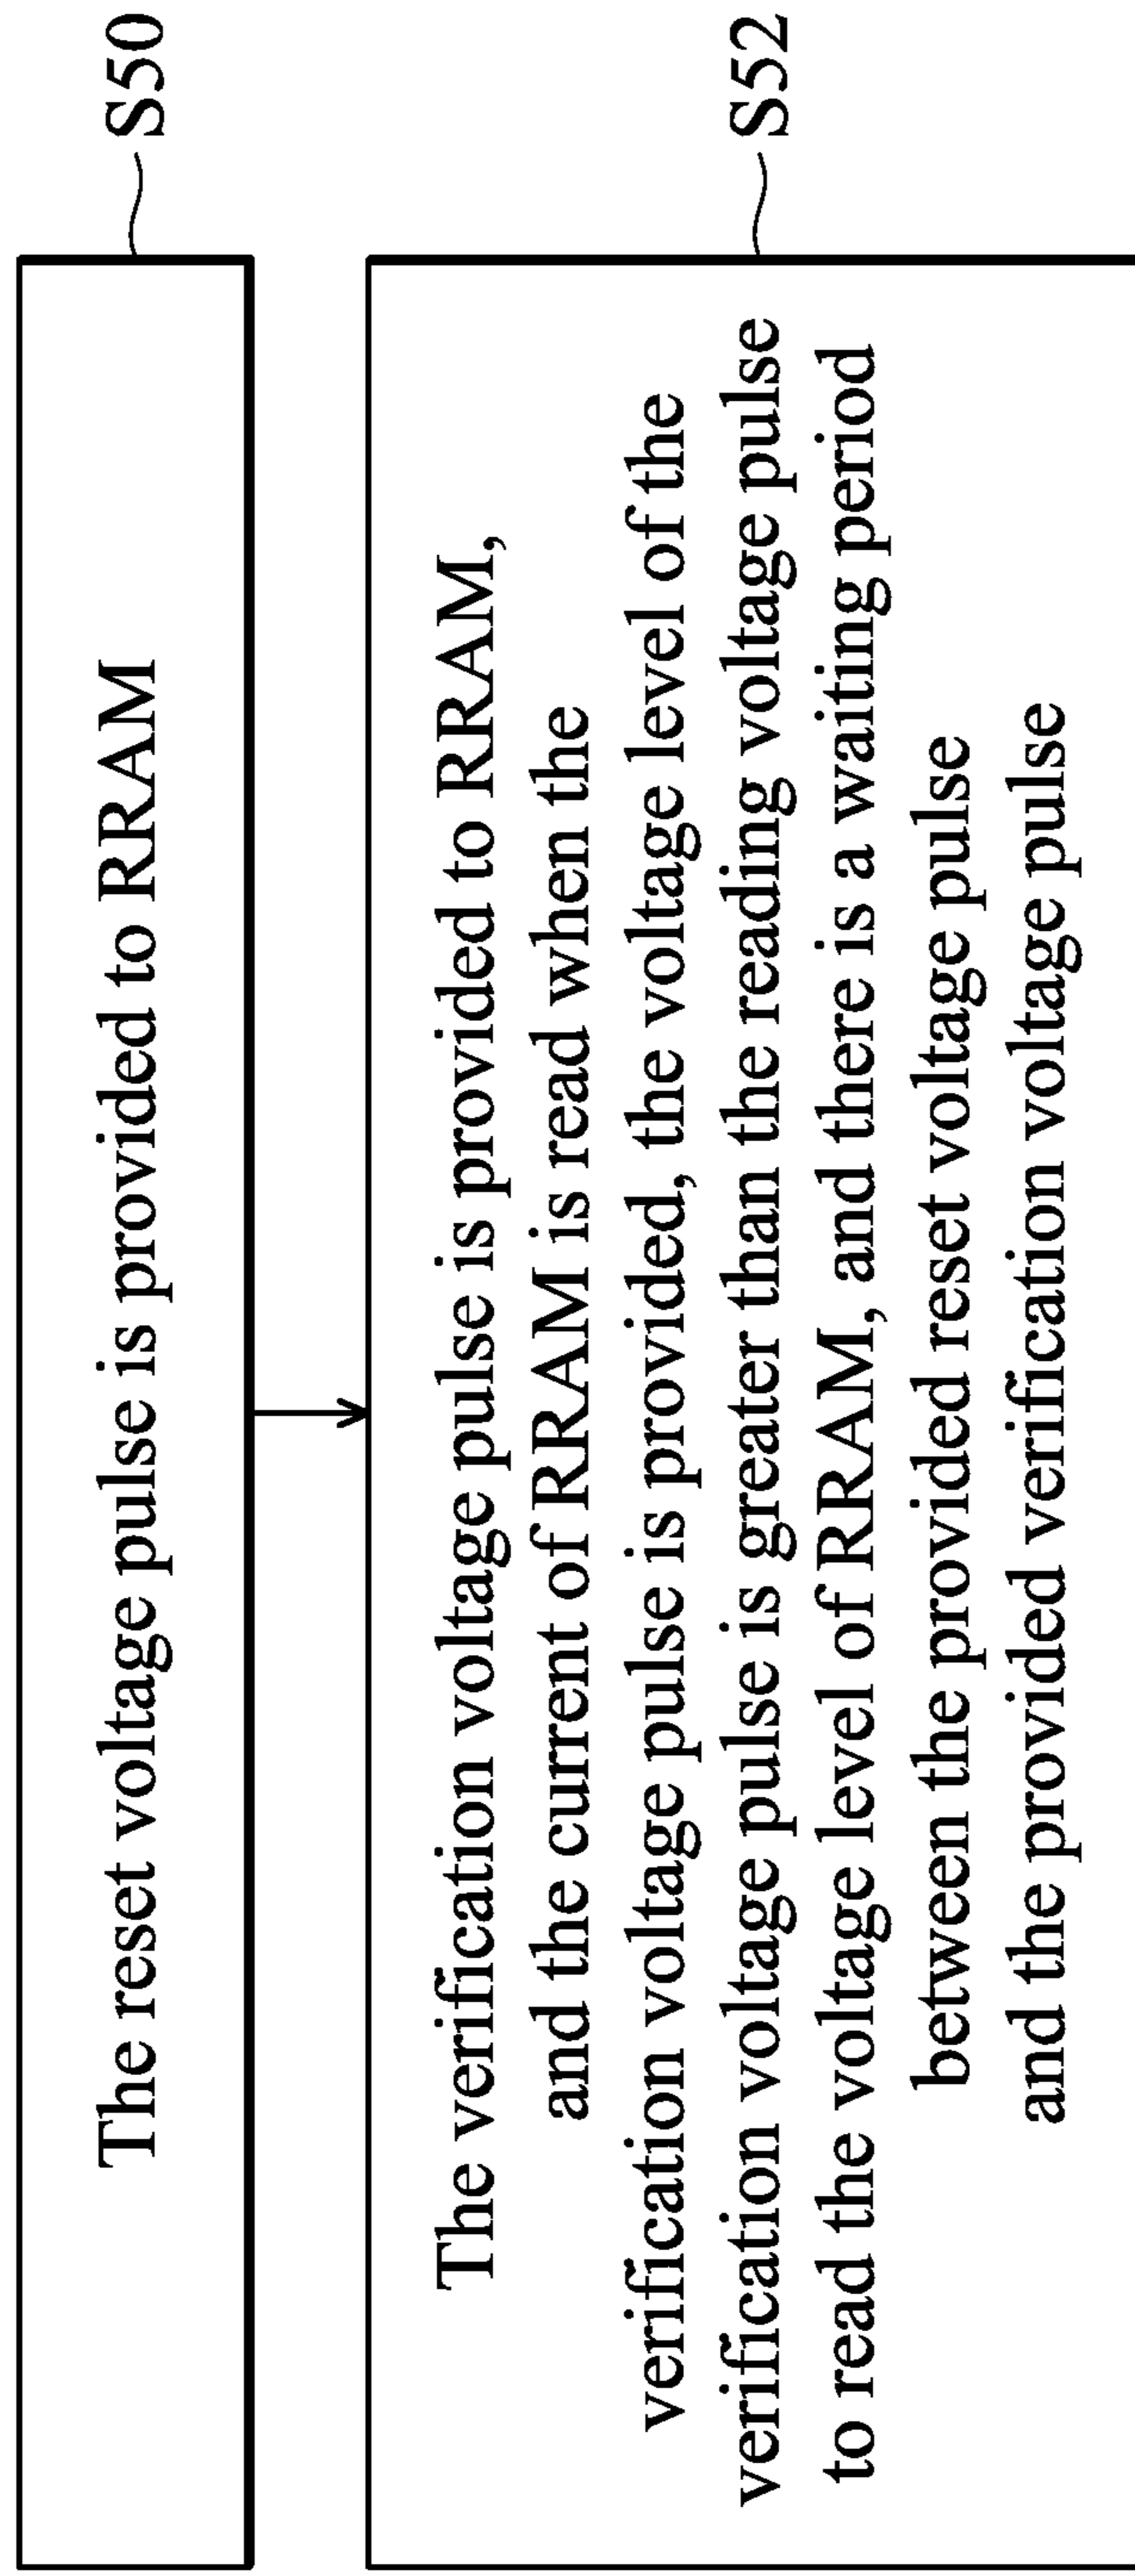 The reset voltage pulse is provided to RRAM
S50
The verification voltage pulse is provided to RRAM,
and the current of RRAM is read when the
verification voltage pulse is provided, the voltage level of the
verification voltage pulse is greater than the reading voltage pulse
to read the voltage level of RRAM, and there is a waiting period
between the provided reset voltage pulse
and the provided verification voltage pulse
S52